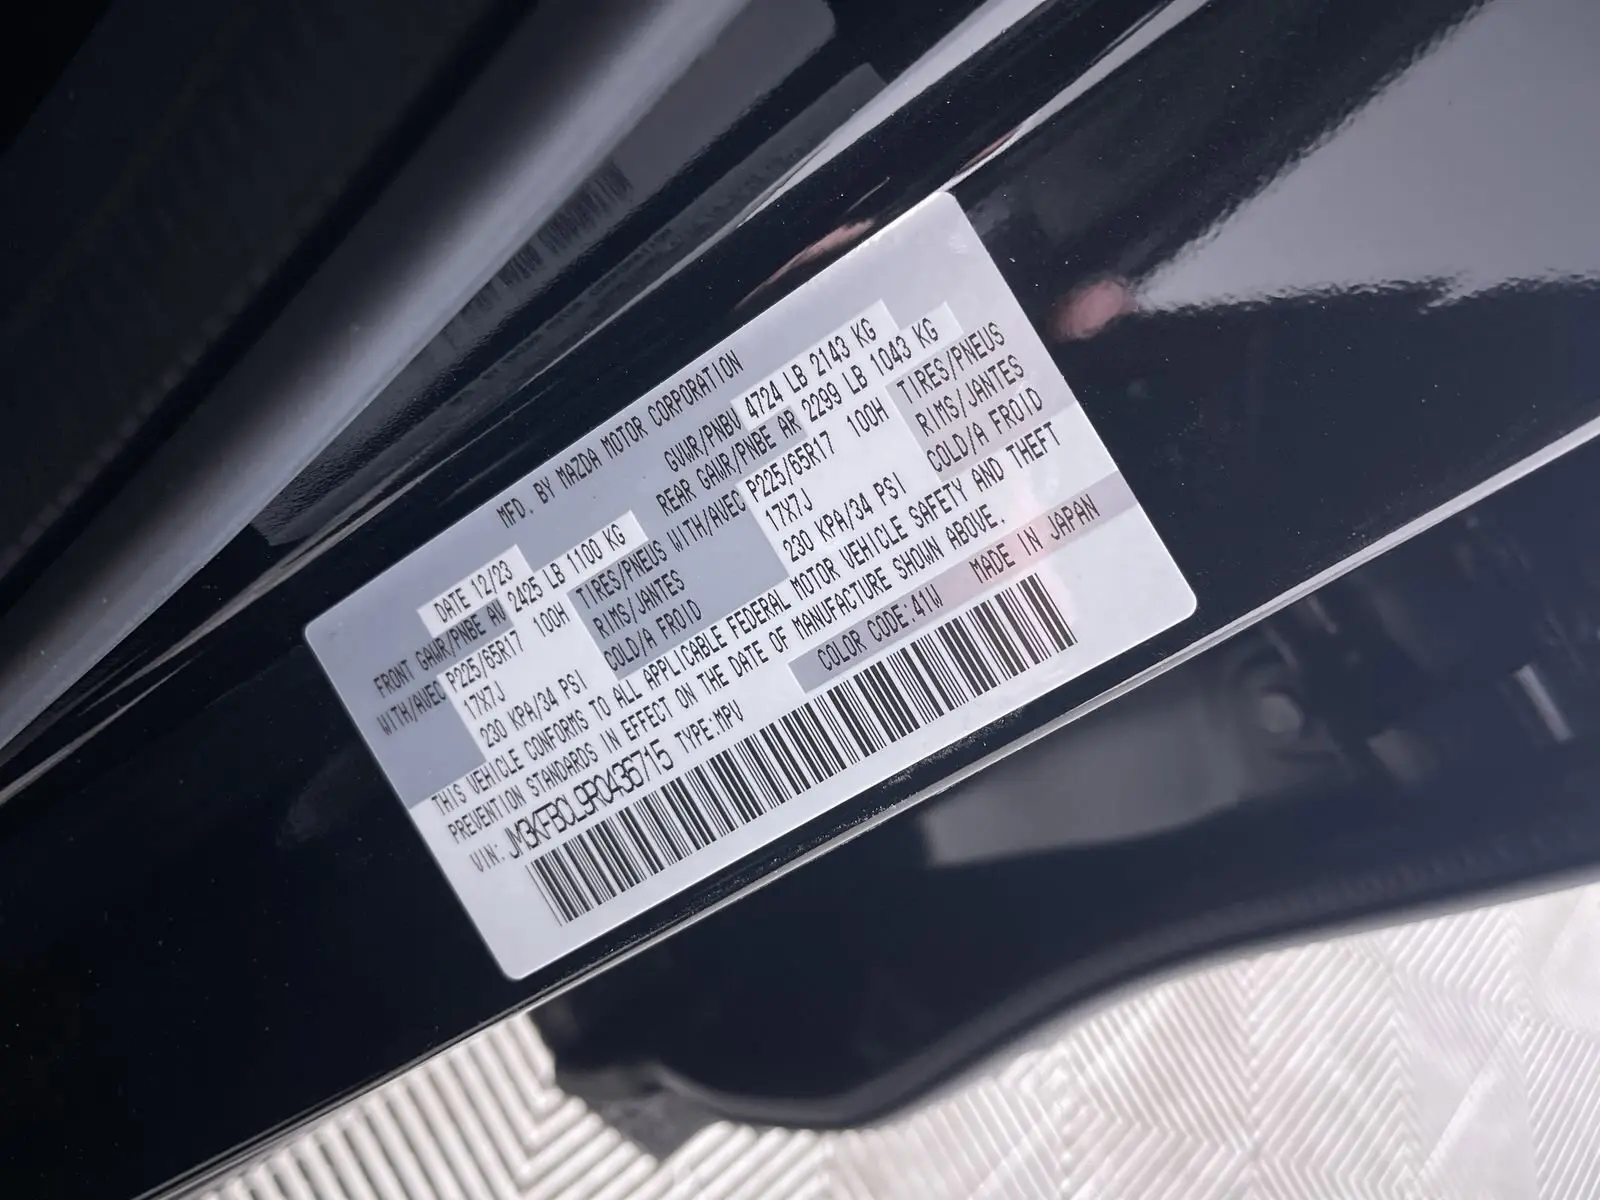 MFD. BY MAZDA MOTOR CORPORATION
DATE 12/23 GVWR/PNBV 4724 LB 2143 KG
FRONT GAWR/PNBE AV 2425 LB 1100 KG REAR GAWR/PNBE AR 2299 LB 1043 KG
WITH/AVEC P225/65R17 100H TIRES/PNEUS WITH/AVEC P225/65R17 100H TIRES/PNEUS
17X7J RIMS/JANTES 17X7J RIMS/JANTES
230 KPA/34 PSI COLD/A FROID 230 KPA/34 PSI COLD/A FROID
THIS VEHICLE CONFORMS TO ALL APPLICABLE FEDERAL MOTOR VEHICLE SAFETY AND THEFT
PREVENTION STANDARDS IN EFFECT ON THE DATE OF MANUFACTURE SHOWN ABOVE.
VIN: JM3KFBCL9R0435715 TYPE:MPV COLOR CODE:41W MADE IN JAPAN